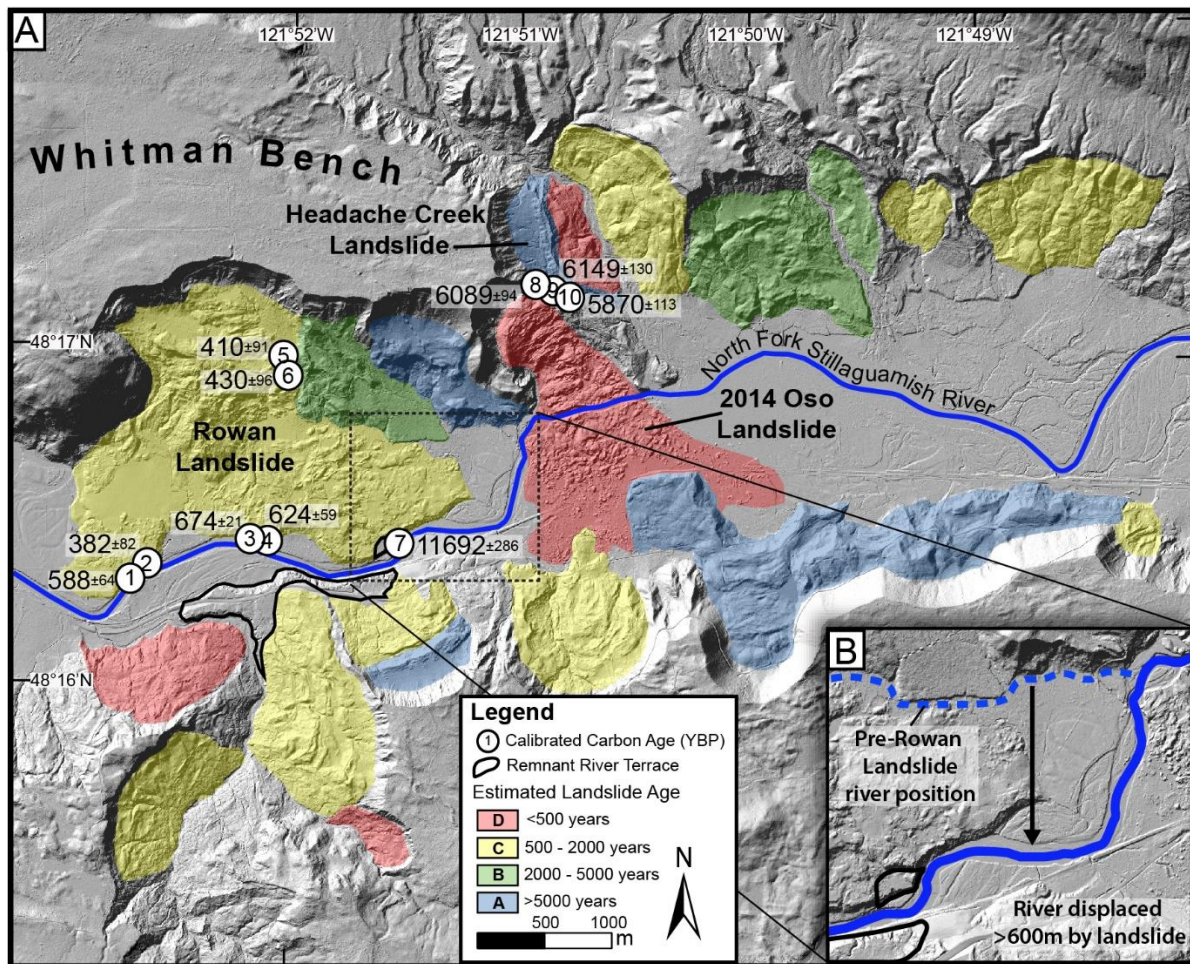 A
121°52'W
121°51'W
121°50'W
121°49'W
Whitman Bench
Headache Creek
Landslide
6149±130
6089±94
8
9
10
5870±113
48°17'N
410±91
5
430±96
6
North Fork Stillaguamish River
2014 Oso
Landslide
Rowan
Landslide
674±21
624±59
3
4
382±82
2
7
11692±286
588±64
1
48°16'N
Legend
1 Calibrated Carbon Age (YBP)
Remnant River Terrace
Estimated Landslide Age
D <500 years
C 500 - 2000 years
B 2000 - 5000 years
A >5000 years
500 1000
m
N
B
Pre-Rowan
Landslide
river position
River displaced
>600m by landslide